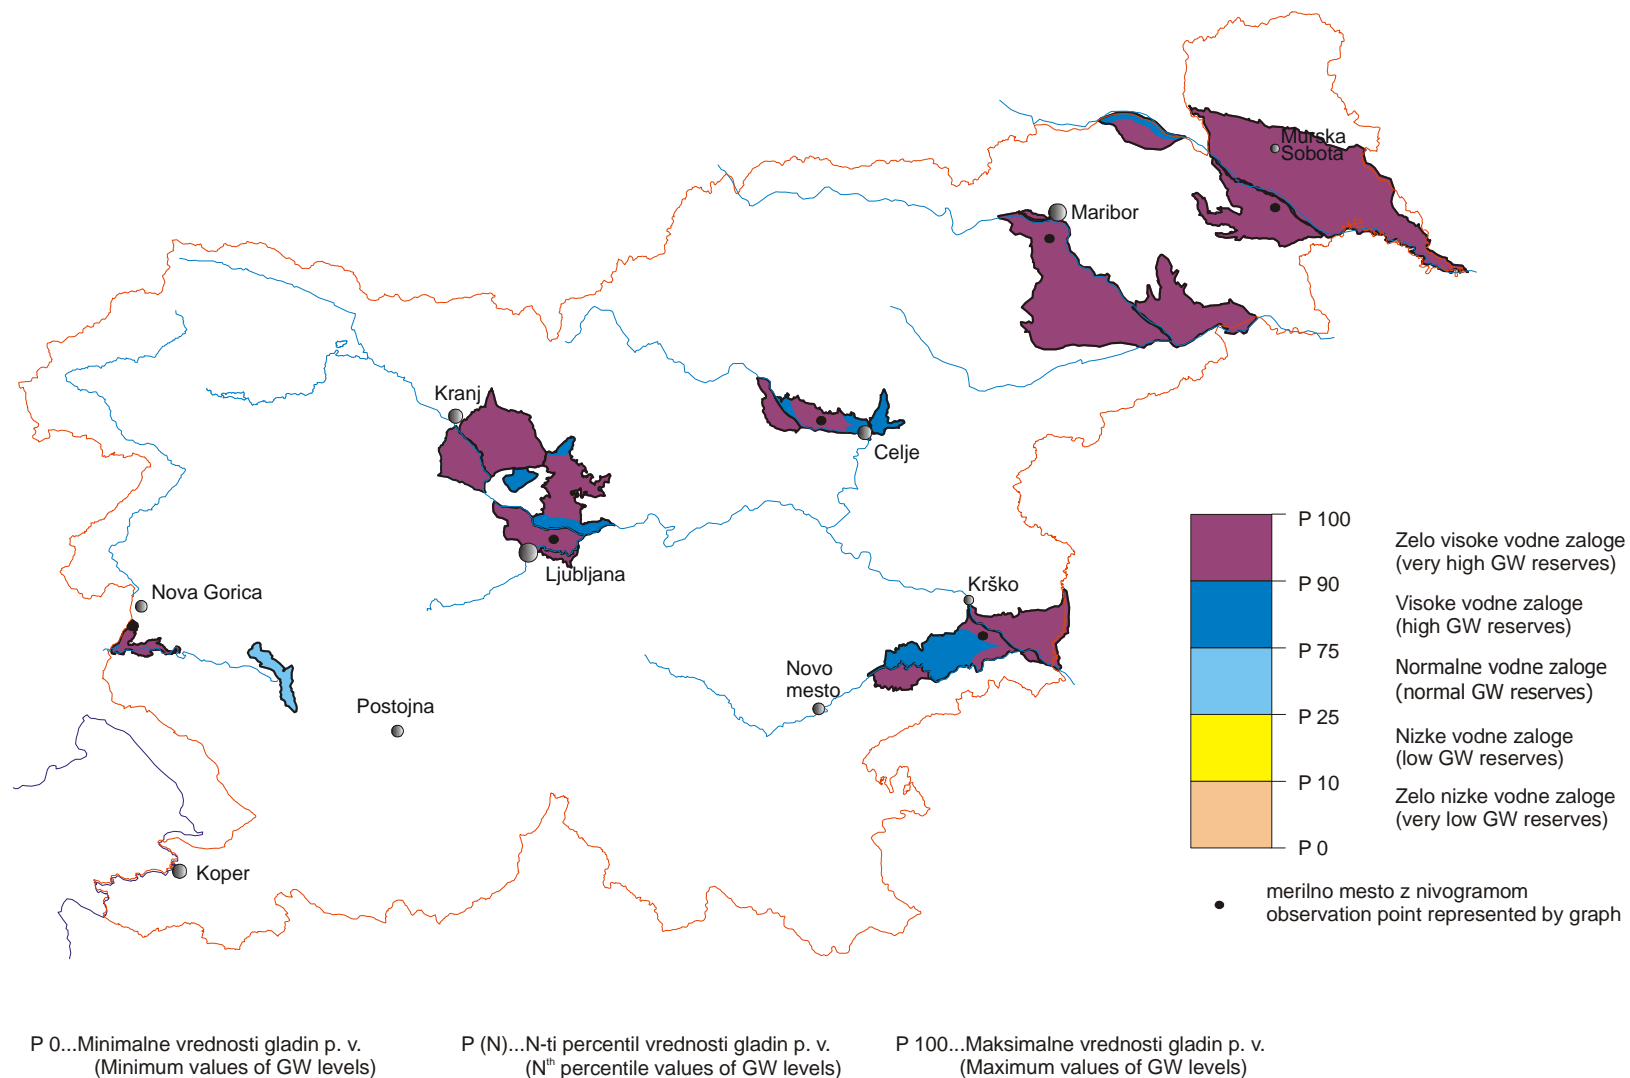 Murska
Sobota
Maribor
Kranj
Celje
Ljubljana
Nova Gorica
Krško
Novo
mesto
Postojna
Koper
P 100
Zelo visoke vodne zaloge
(very high GW reserves)
P 90
Visoke vodne zaloge
(high GW reserves)
P 75
Normalne vodne zaloge
(normal GW reserves)
P 25
Nizke vodne zaloge
(low GW reserves)
P 10
Zelo nizke vodne zaloge
(very low GW reserves)
P 0
merilno mesto z nivogramom
observation point represented by graph
P 0...Minimalne vrednosti gladin p. v.
(Minimum values of GW levels)
P (N)...N-ti percentil vrednosti gladin p. v.
(Nth percentile values of GW levels)
P 100...Maksimalne vrednosti gladin p. v.
(Maximum values of GW levels)